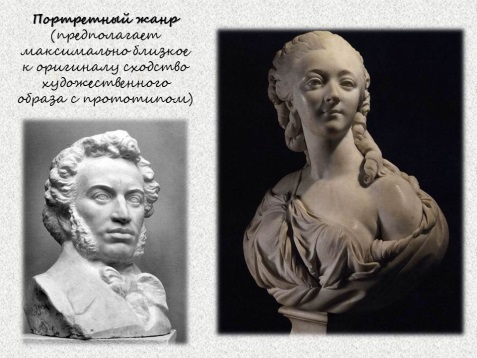 Портретный жанр
(предполагает
максимально близкое
к оригиналу сходство
художественного
образа с прототипом)